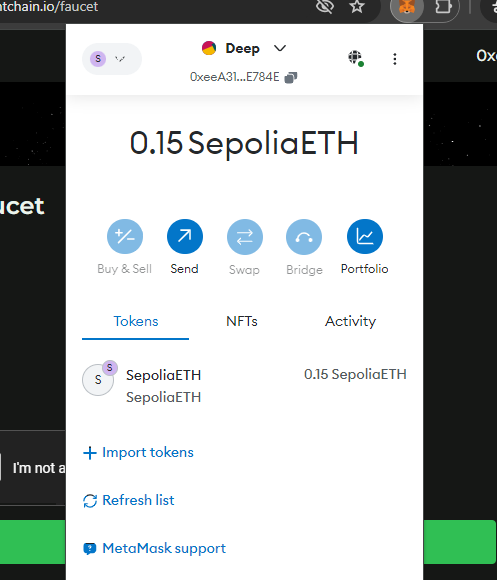 ntchain.io/faucet
S
Deep
0xeeA31...E784E
0x
0.15 SepoliaETH
ucet
Buy & Sell
Send
Swap
Bridge
Portfolio
Tokens
NFTs
Activity
S
S
SepoliaETH
0.15 SepoliaETH
SepoliaETH
Import tokens
I'm not a
Refresh list
MetaMask support